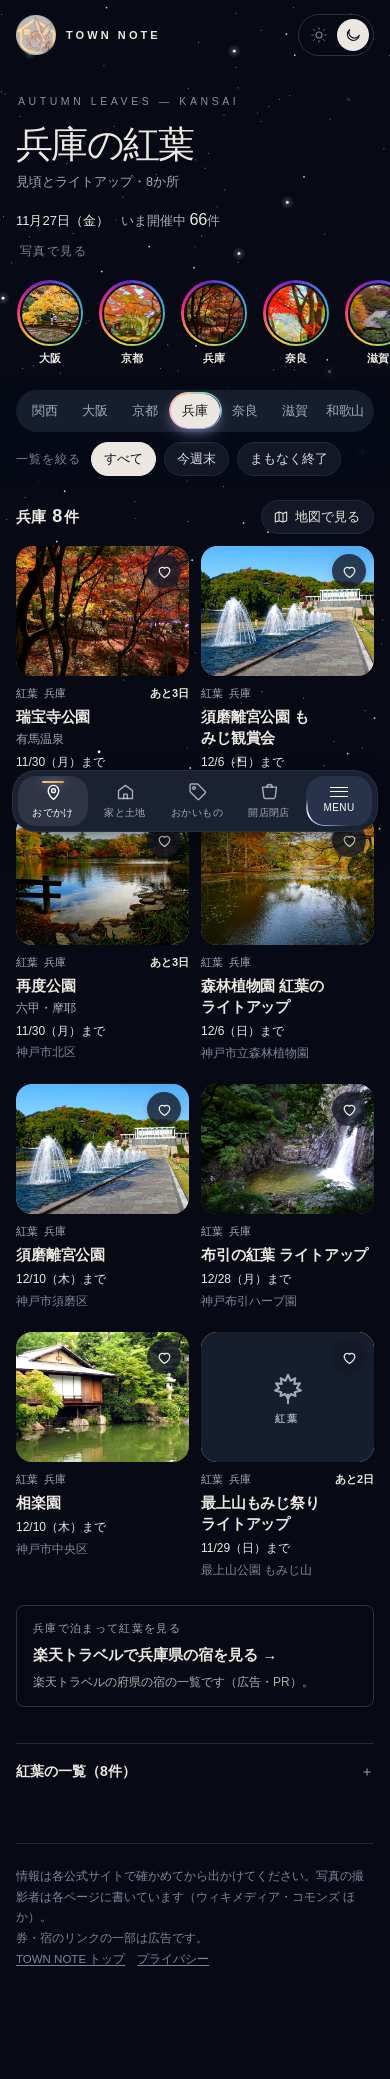 TOWN NOTE
AUTUMN LEAVES — KANSAI
兵庫の紅葉
見頃とライトアップ・8か所
11月27日（金） いま開催中 66件
写真で見る
大阪 京都 兵庫 奈良 滋賀
関西 大阪 京都 兵庫 奈良 滋賀 和歌山
一覧を絞る すべて 今週末 まもなく終了
兵庫 8件 地図で見る
紅葉 兵庫 あと3日
瑞宝寺公園
有馬温泉
11/30（月）まで
紅葉 兵庫
須磨離宮公園 も
みじ観賞会
12/6（日）まで
おでかけ 家と土地 おかいもの 開店閉店 MENU
紅葉 兵庫 あと3日
再度公園
六甲・摩耶
11/30（月）まで
神戸市北区
紅葉 兵庫
森林植物園 紅葉の
ライトアップ
12/6（日）まで
神戸市立森林植物園
紅葉 兵庫
須磨離宮公園
12/10（木）まで
神戸市須磨区
紅葉 兵庫
布引の紅葉 ライトアップ
12/28（月）まで
神戸布引ハーブ園
紅葉 兵庫
相楽園
12/10（木）まで
神戸市中央区
紅葉
紅葉 兵庫 あと2日
最上山もみじ祭り
ライトアップ
11/29（日）まで
最上山公園 もみじ山
兵庫で泊まって紅葉を見る
楽天トラベルで兵庫県の宿を見る →
楽天トラベルの府県の宿の一覧です（広告・PR）。
紅葉の一覧（8件） +
情報は各公式サイトで確かめてから出かけてください。写真の撮
影者は各ページに書いています（ウィキメディア・コモンズ ほ
か）。
券・宿のリンクの一部は広告です。
TOWN NOTE トップ プライバシー